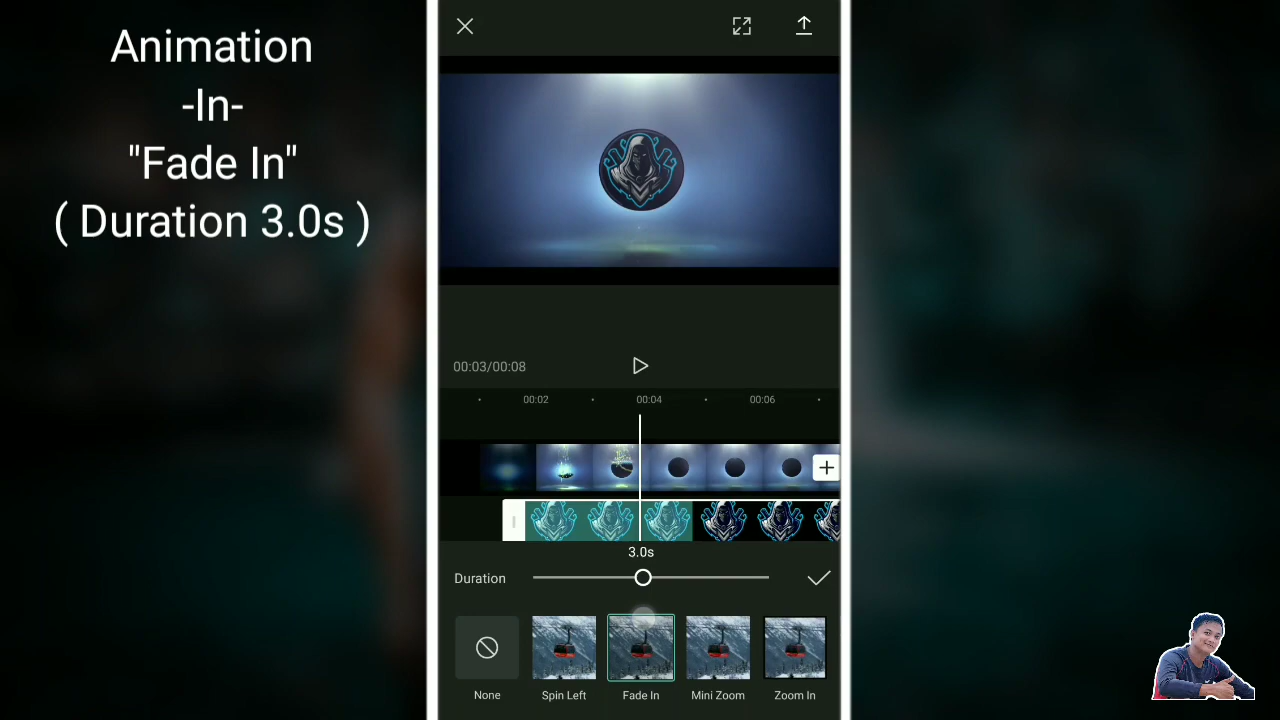 Animation
-In-
"Fade In"
( Duration 3.0s )
00:03/00:08
00:02
00:04
00:06
3.0s
Duration
None
Spin Left
Fade In
Mini Zoom
Zoom In